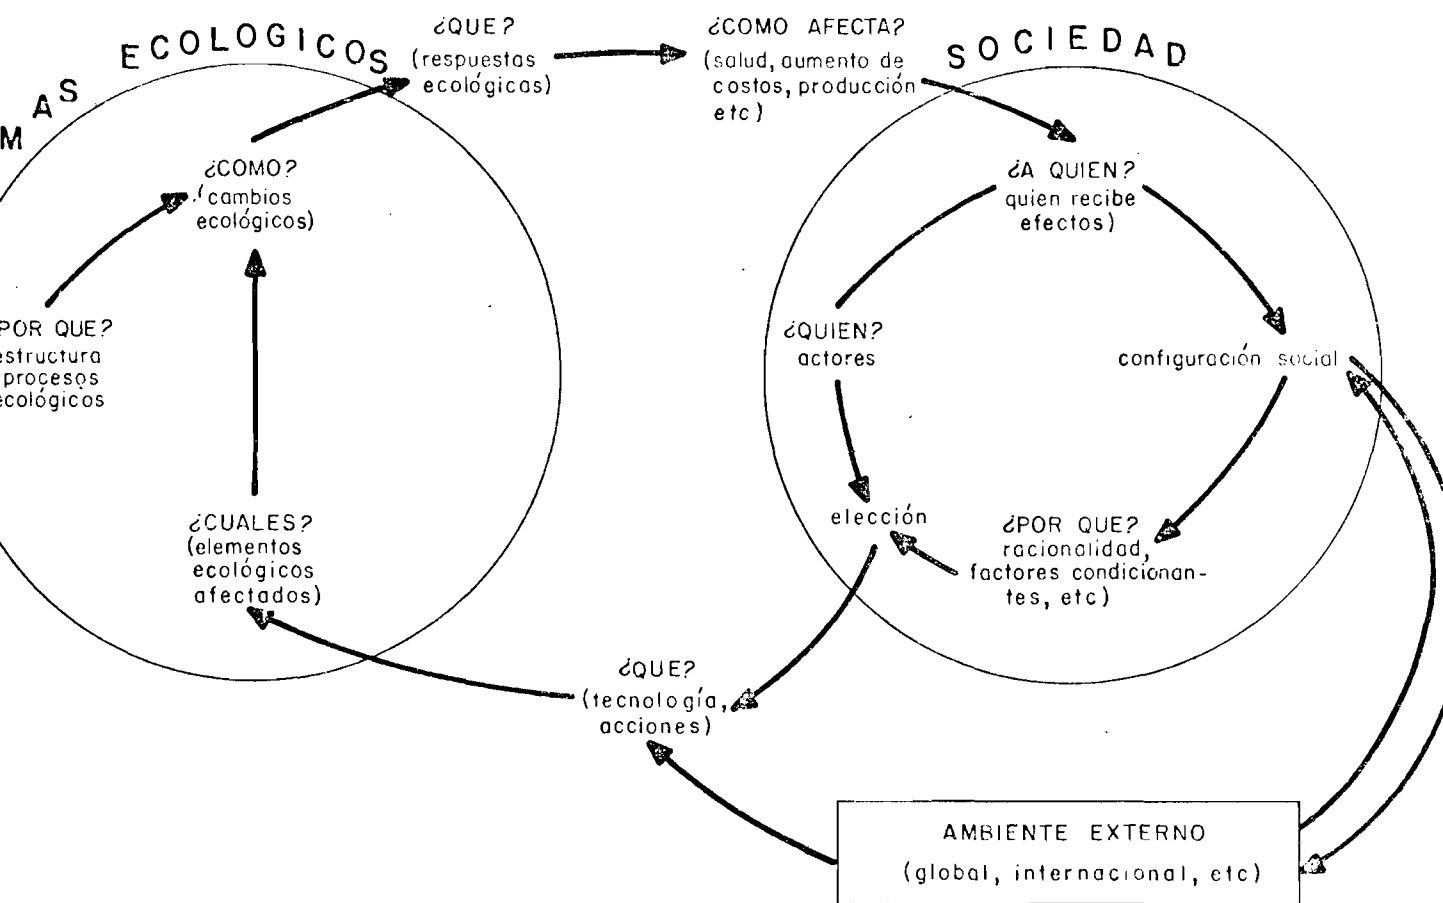 MAS ECOLOGICOS
¿QUE?
(respuestas
ecológicas)
¿COMO AFECTA?
(salud, aumento de
costos, producción
etc)
SOCIEDAD
¿COMO?
(cambios
ecológicos)
POR QUE?
estructura
procesos
ecológicos
¿CUALES?
(elementos
ecológicos
afectados)
¿A QUIEN?
quien recibe
efectos)
¿QUIEN?
actores
configuración social
elección
¿POR QUE?
racionalidad,
factores condicionan-
tes, etc)
¿QUE?
(tecnología,
acciones)
AMBIENTE EXTERNO
(global, internacional, etc)